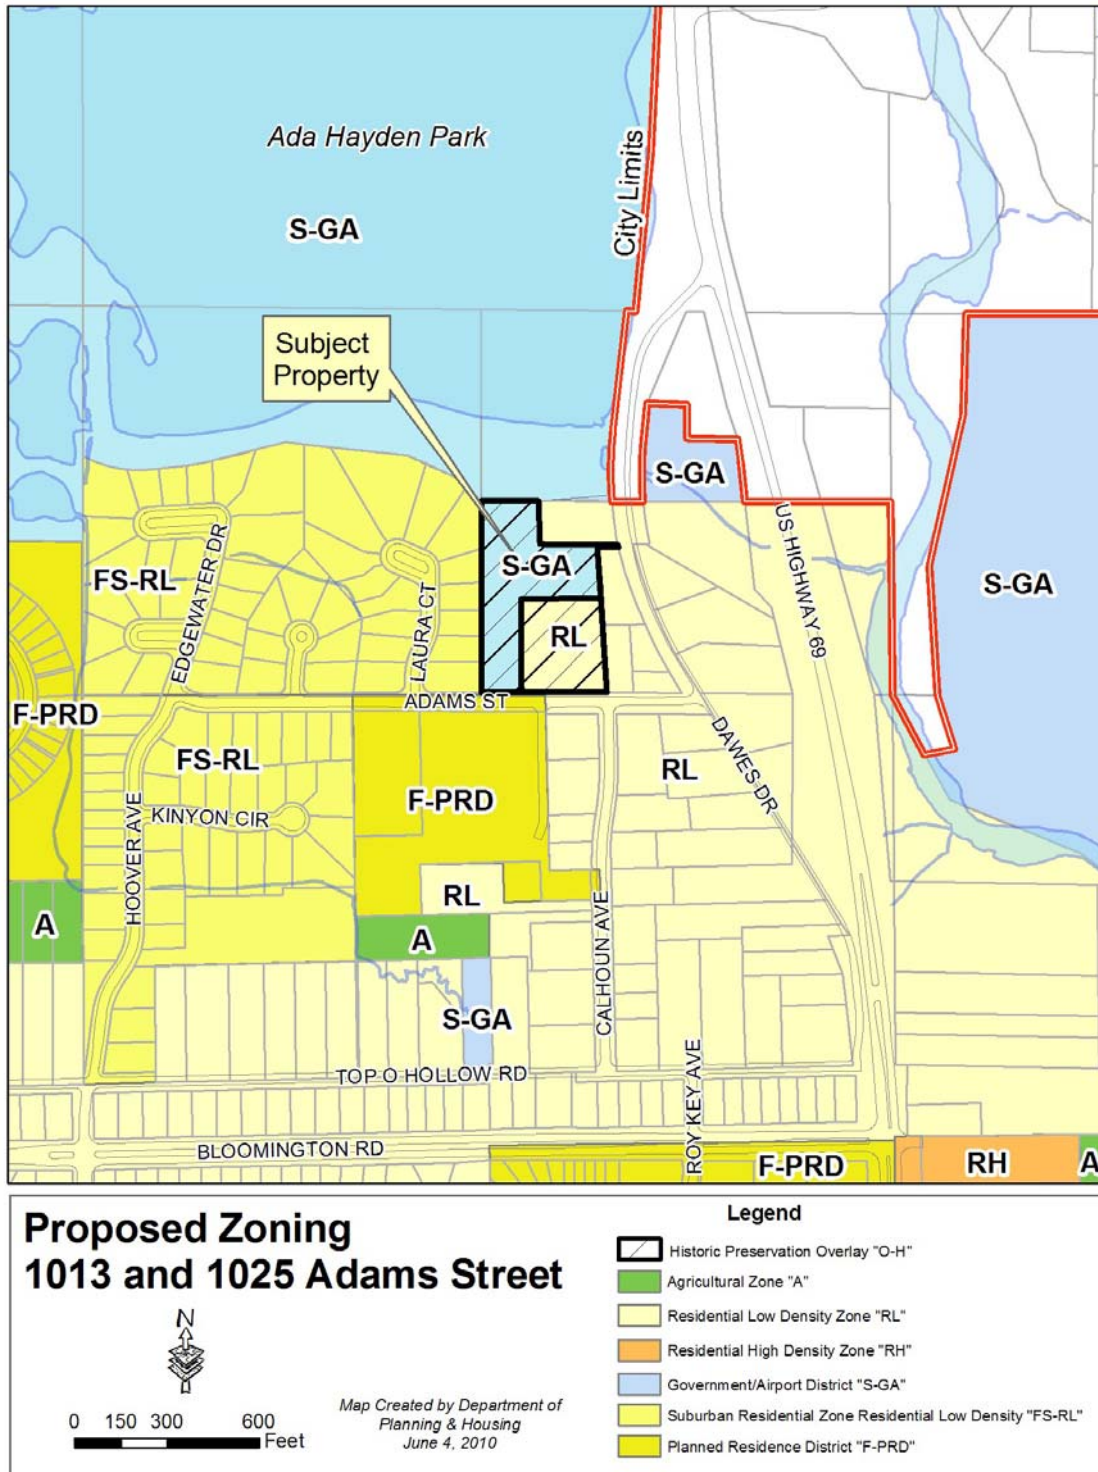 Ada Hayden Park
S-GA
City Limits
Subject
Property
S-GA
US HIGHWAY 69
S-GA
S-GA
FS-RL
EDGEWATER DR
LAURA CT
RL
ADAMS ST
F-PRD
FS-RL
F-PRD
RL
DAWES DR
KINYON CIR
HOOVER AVE
RL
A
A
CALHOUN AVE
S-GA
TOP O HOLLOW RD
ROY KEY AVE
BLOOMINGTON RD
F-PRD
RH
A
Proposed Zoning
1013 and 1025 Adams Street
N
0 150 300 600
Feet
Map Created by Department of
Planning & Housing
June 4, 2010
Legend
Historic Preservation Overlay "O-H"
Agricultural Zone "A"
Residential Low Density Zone "RL"
Residential High Density Zone "RH"
Government/Airport District "S-GA"
Suburban Residential Zone Residential Low Density "FS-RL"
Planned Residence District "F-PRD"